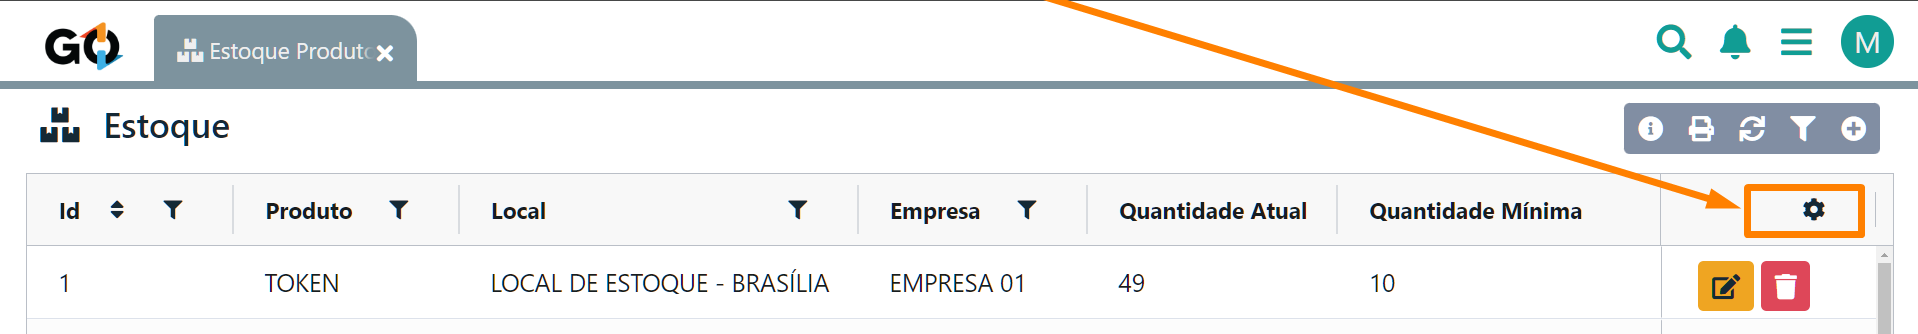 GO
Estoque Produto
M
Estoque
Id Produto Local Empresa Quantidade Atual Quantidade Mínima
1 TOKEN LOCAL DE ESTOQUE - BRASÍLIA EMPRESA 01 49 10